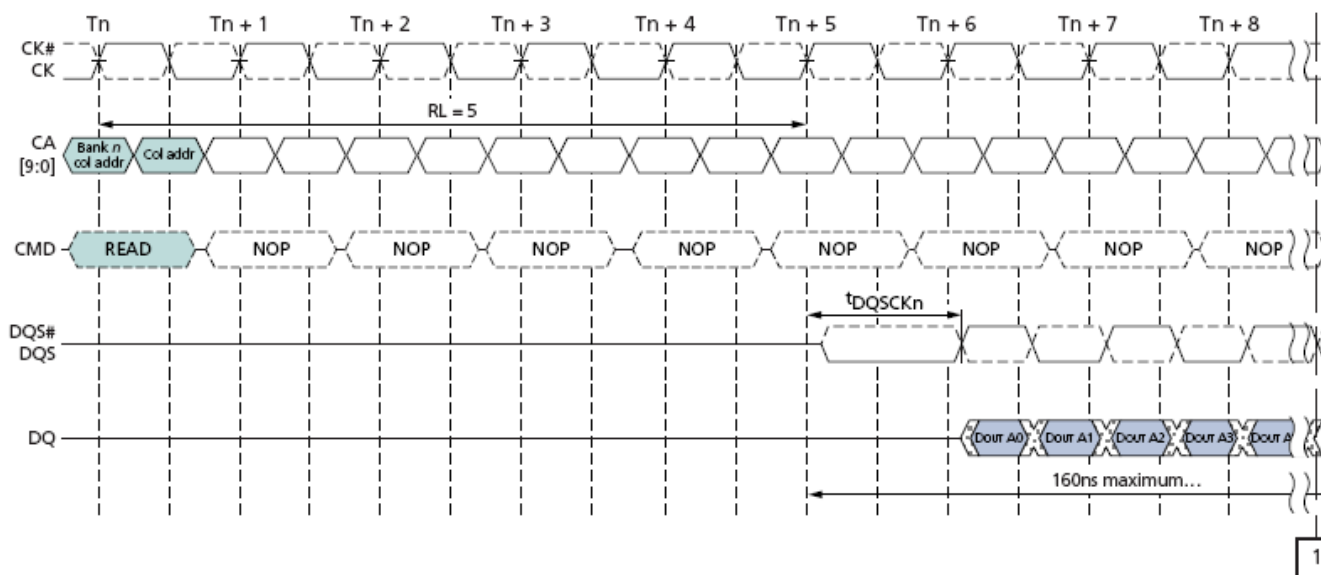 Tn Tn + 1 Tn + 2 Tn + 3 Tn + 4 Tn + 5 Tn + 6 Tn + 7 Tn + 8
CK#
CK
RL = 5
CA
[9:0]
Bank n
col addr
Col addr
CMD READ NOP NOP NOP NOP NOP NOP NOP NOP
tDQSCKn
DQS#
DQS
DQ DOUT A0 DOUT A1 DOUT A2 DOUT A3 DOUT A
160ns maximum...
1